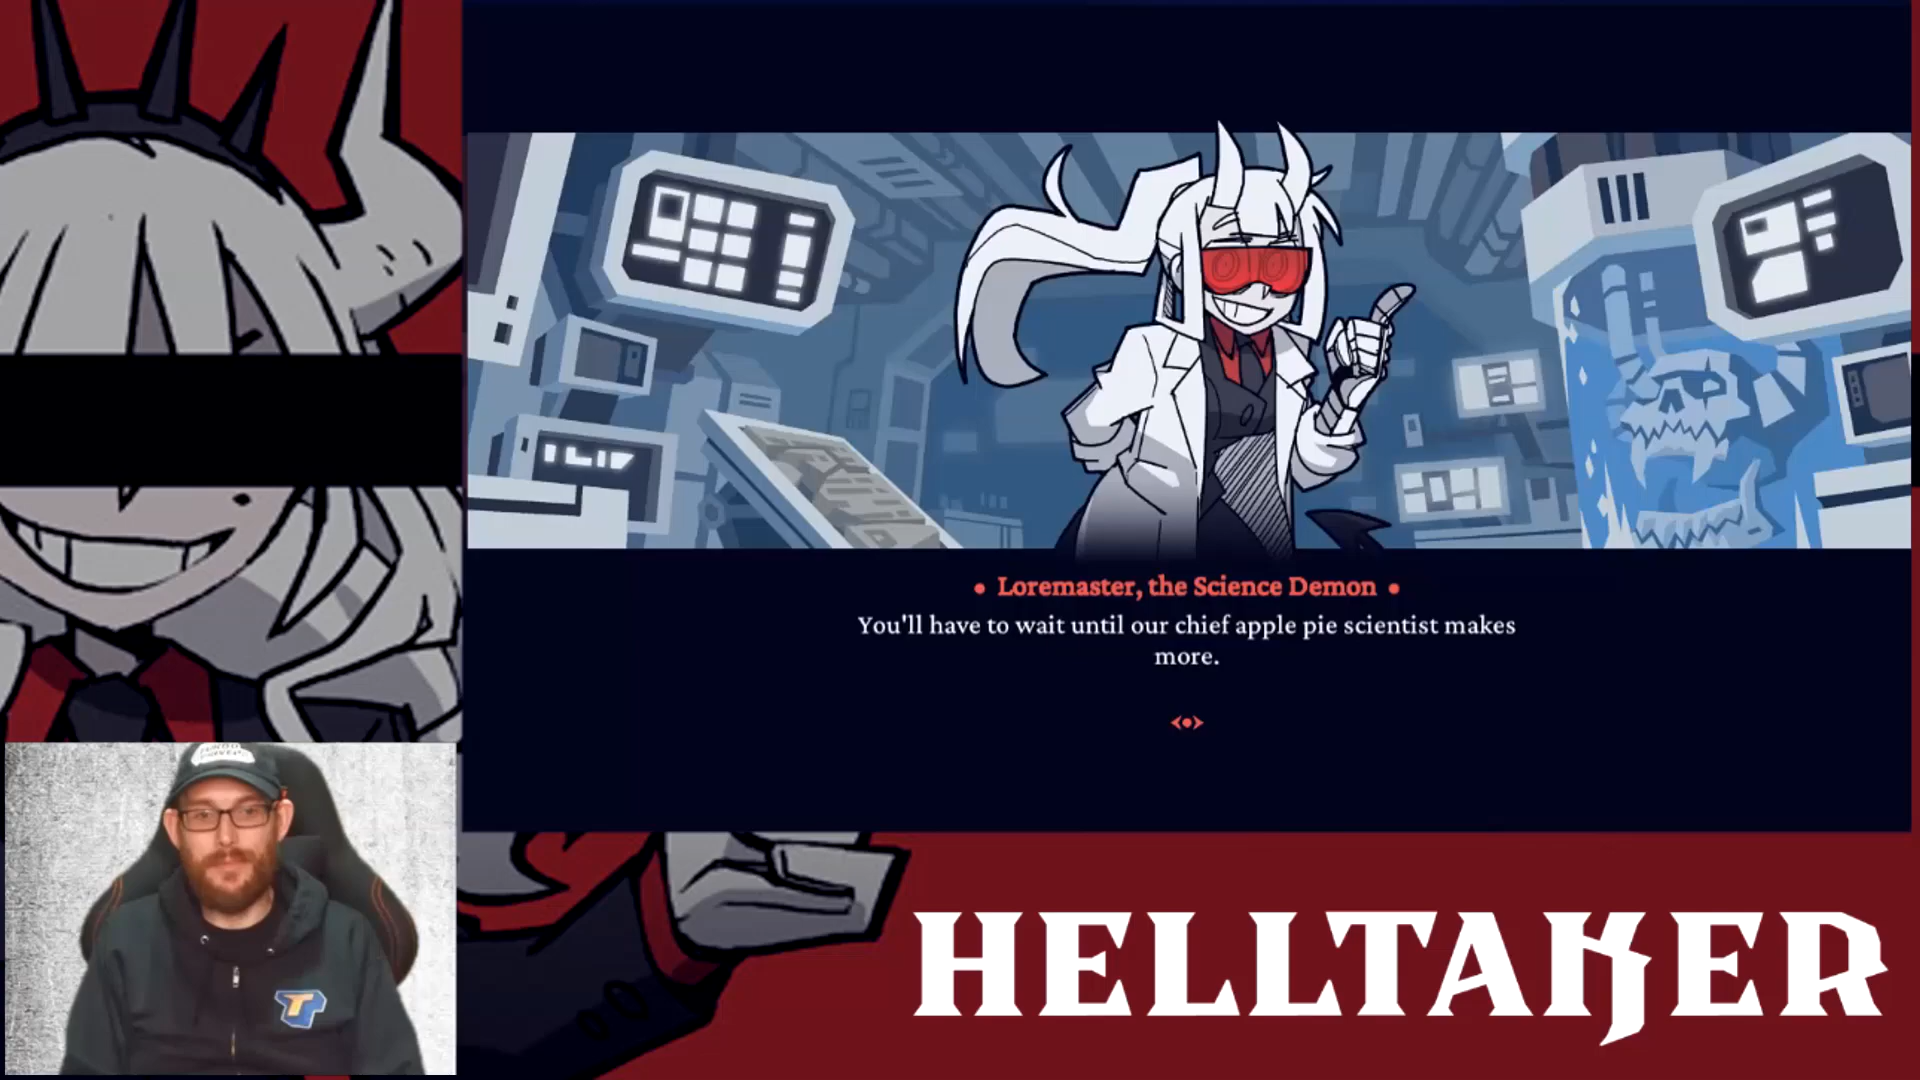 • Loremaster, the Science Demon •
You'll have to wait until our chief apple pie scientist makes
more.
T
HELLTAKER